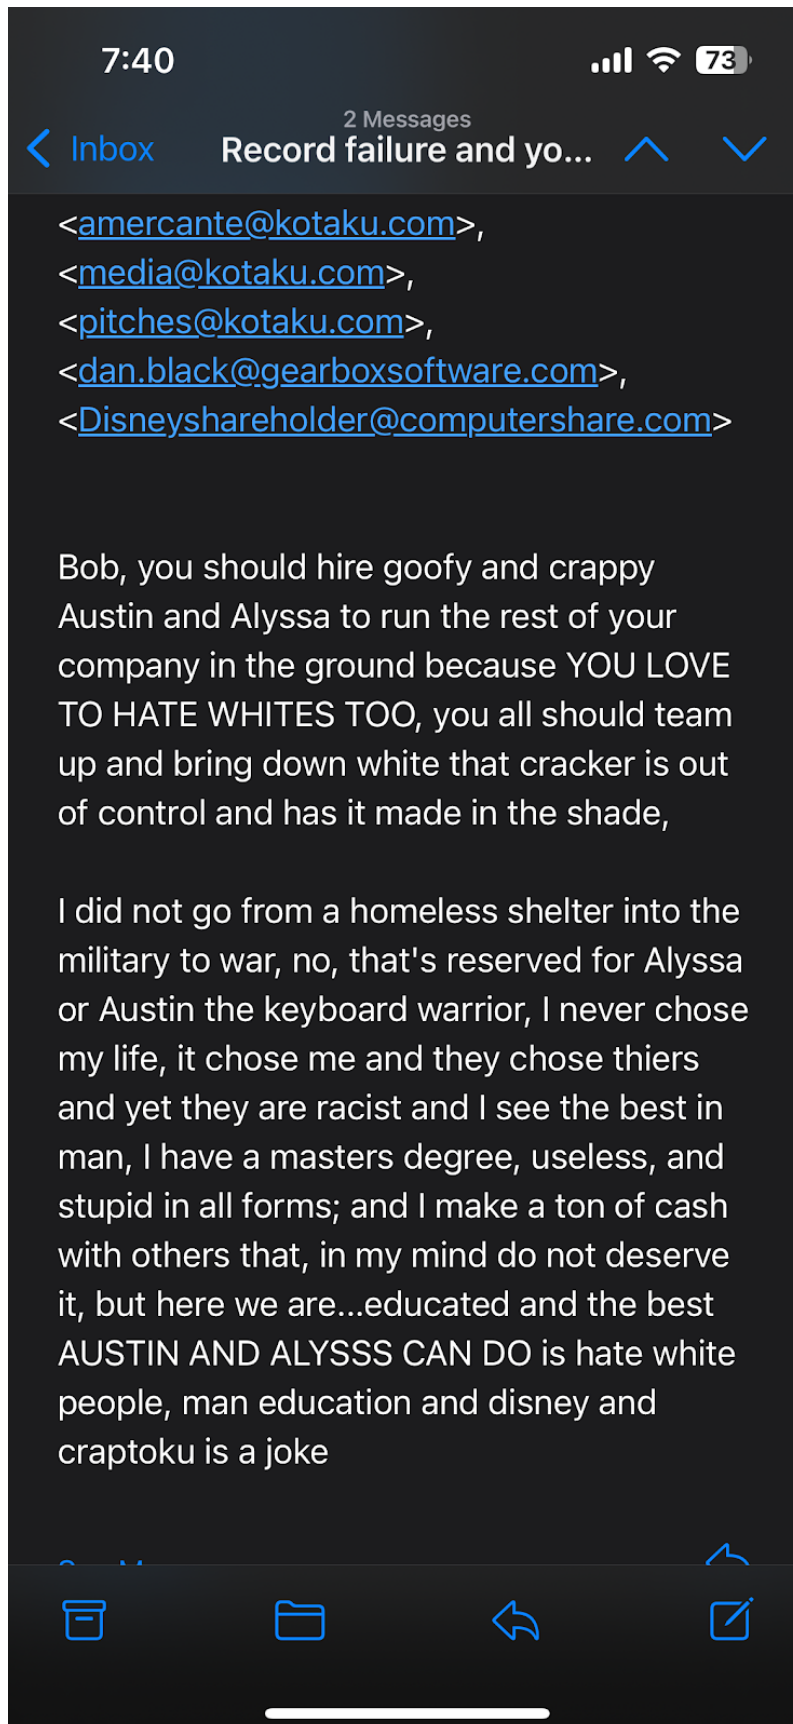 7:40
73
2 Messages
Inbox
Record failure and yo...
<amercante@kotaku.com>,
<media@kotaku.com>,
<pitches@kotaku.com>,
<dan.black@gearboxsoftware.com>,
<Disneyshareholder@computershare.com>
Bob, you should hire goofy and crappy
Austin and Alyssa to run the rest of your
company in the ground because YOU LOVE
TO HATE WHITES TOO, you all should team
up and bring down white that cracker is out
of control and has it made in the shade,
I did not go from a homeless shelter into the
military to war, no, that's reserved for Alyssa
or Austin the keyboard warrior, I never chose
my life, it chose me and they chose thiers
and yet they are racist and I see the best in
man, I have a masters degree, useless, and
stupid in all forms; and I make a ton of cash
with others that, in my mind do not deserve
it, but here we are...educated and the best
AUSTIN AND ALYSSS CAN DO is hate white
people, man education and disney and
craptoku is a joke